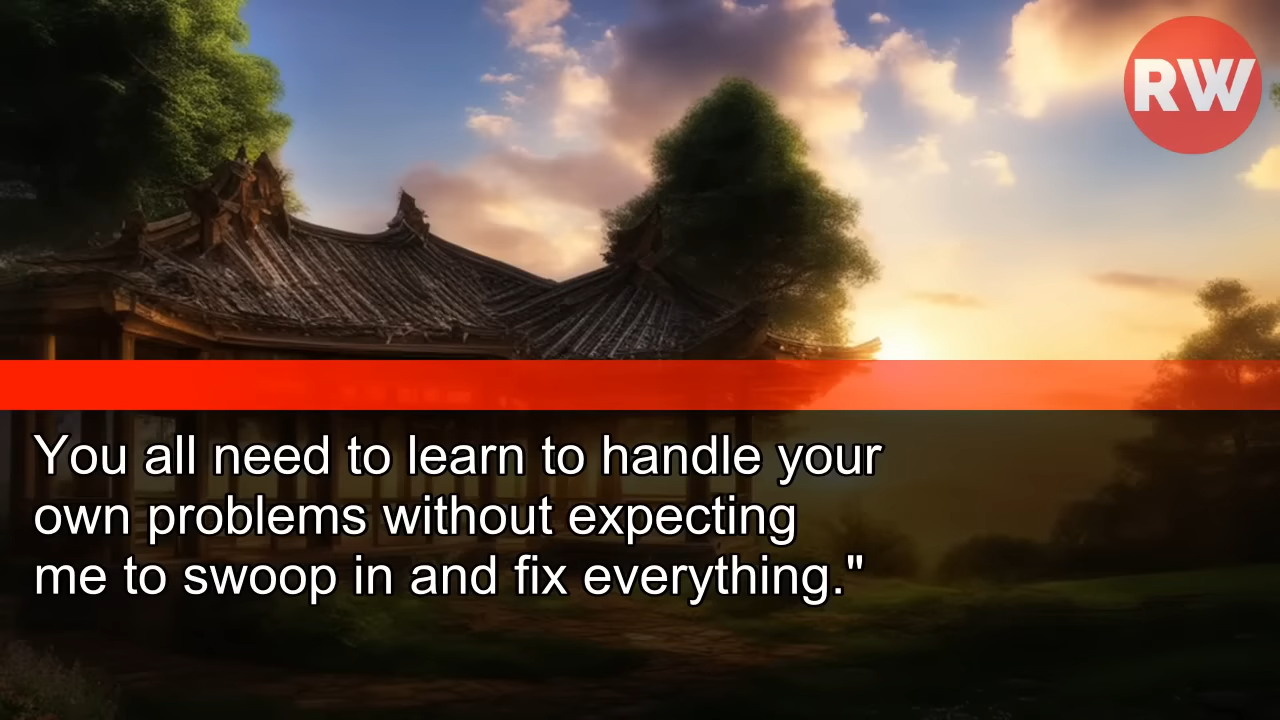 RW
You all need to learn to handle your
own problems without expecting
me to swoop in and fix everything."